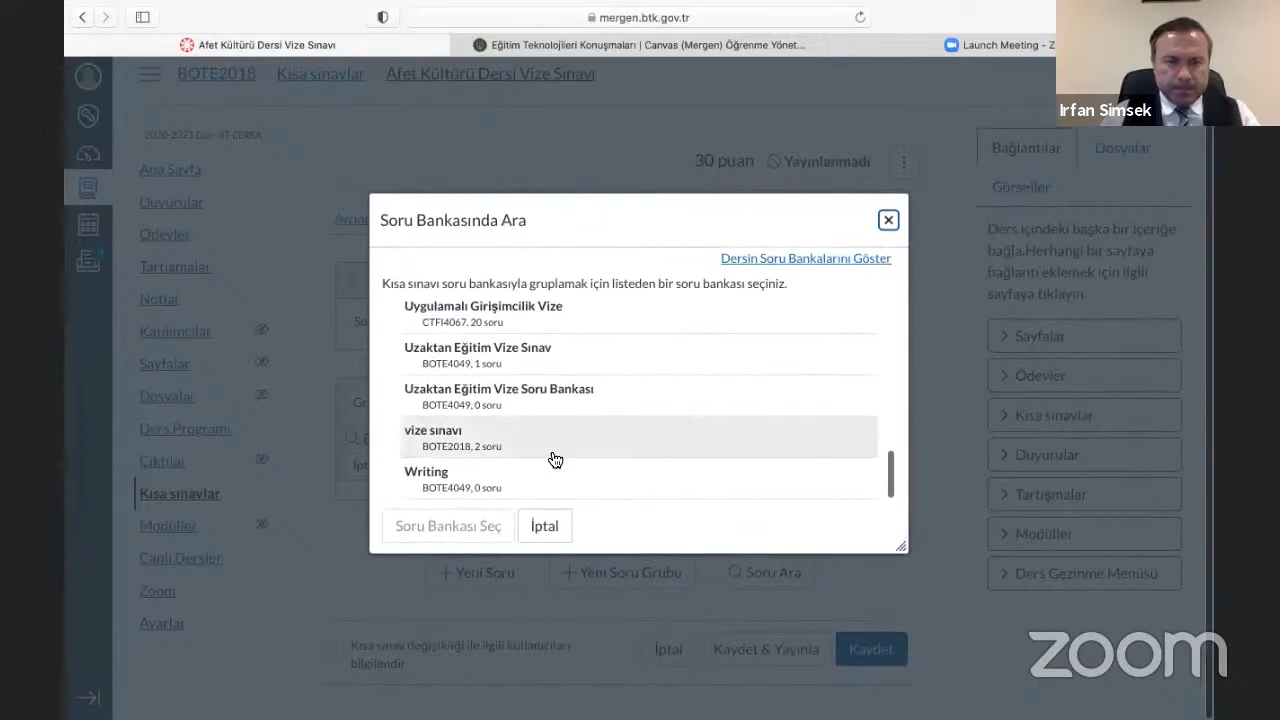 mergen.btk.gov.tr
Afet Kültürü Dersi Vize Sınavı
Eğitim Teknolojileri Konuşmaları | Canvas (Mergen) Öğrenme Yönet...
Launch Meeting - Z
Irfan Simsek
BOTE2018
Kısa sınavlar
Afet Kültürü Dersi Vize Sınavı
Ana Sayfa
Duyurular
Ödevler
Tartışmalar
Notlar
Katılımcılar
Sayfalar
Dosyalar
Ders Programı
Çıktılar
Kısa sınavlar
Modüller
Canlı Dersler
Zoom
Ayarlar
30 puan
Yayınlanmadı
Soru Bankasında Ara
Dersin Soru Bankalarını Göster
Kısa sınavı soru bankasıyla gruplamak için listeden bir soru bankası seçiniz.
Uygulamalı Girişimcilik Vize
CTFI4067, 20 soru
Uzaktan Eğitim Vize Sınav
BOTE4049, 1 soru
Uzaktan Eğitim Vize Soru Bankası
BOTE4049, 0 soru
vize sınavı
BOTE2018, 2 soru
Writing
BOTE4049, 0 soru
Soru Bankası Seç
İptal
+ Yeni Soru
+ Yeni Soru Grubu
Soru Ara
Kısa sınav değişikliği ile ilgili kullanıcıları
bilgilendir
İptal
Kaydet & Yayınla
Kaydet
Bağlantılar
Dosyalar
Görseller
Ders içindeki başka bir içeriğe
bağla.Herhangi bir sayfaya
bağlantı eklemek için ilgili
sayfaya tıklayın.
Sayfalar
Ödevler
Kısa sınavlar
Duyurular
Tartışmalar
Modüller
Ders Gezinme Menüsü
zoom